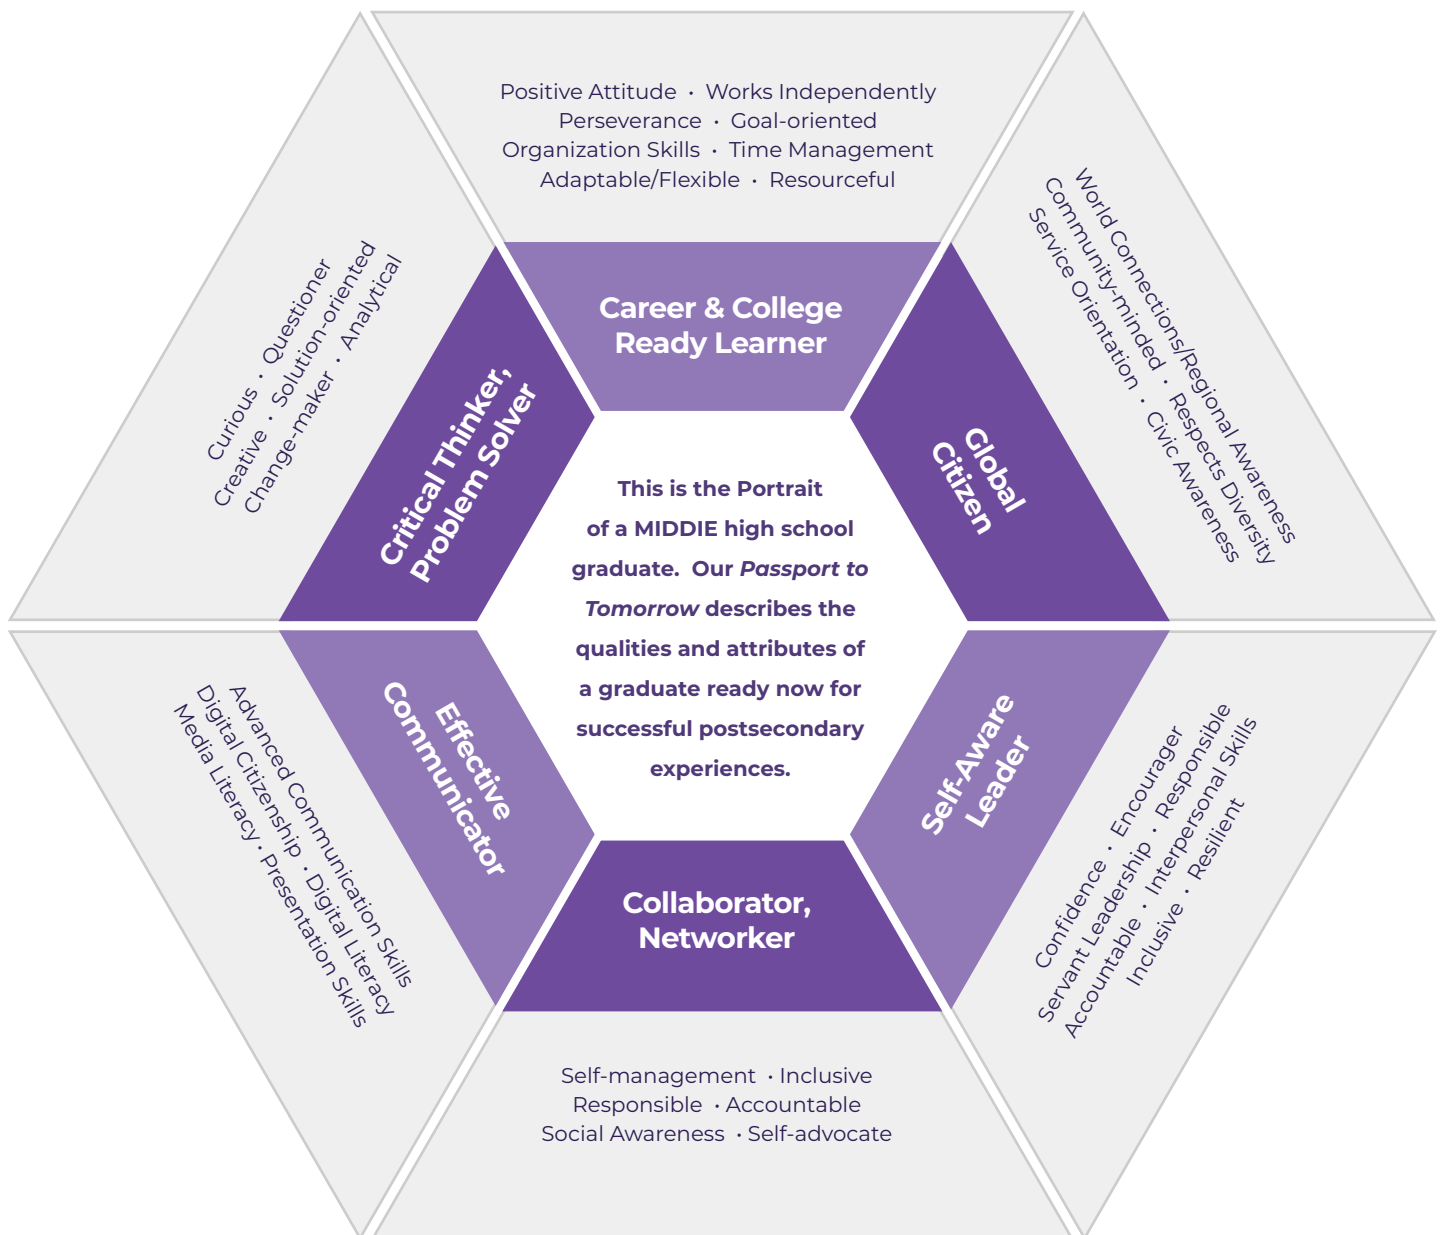 Positive Attitude · Works Independently
Perseverance · Goal-oriented
Organization Skills · Time Management
Adaptable/Flexible · Resourceful
Career & College
Ready Learner
World Connections/Regional Awareness
Community-minded · Respects Diversity
Service Orientation · Civic Awareness
Global
Citizen
Confidence · Encourager
Servant Leadership · Responsible
Accountable · Interpersonal Skills
Inclusive · Resilient
Self-Aware
Leader
Collaborator,
Networker
Self-management · Inclusive
Responsible · Accountable
Social Awareness · Self-advocate
Effective
Communicator
Advanced Communication Skills
Digital Citizenship · Digital Literacy
Media Literacy · Presentation Skills
Curious · Questioner
Creative · Solution-oriented
Change-maker · Analytical
Critical Thinker,
Problem Solver
This is the Portrait
of a MIDDIE high school
graduate. Our Passport to
Tomorrow describes the
qualities and attributes of
a graduate ready now for
successful postsecondary
experiences.